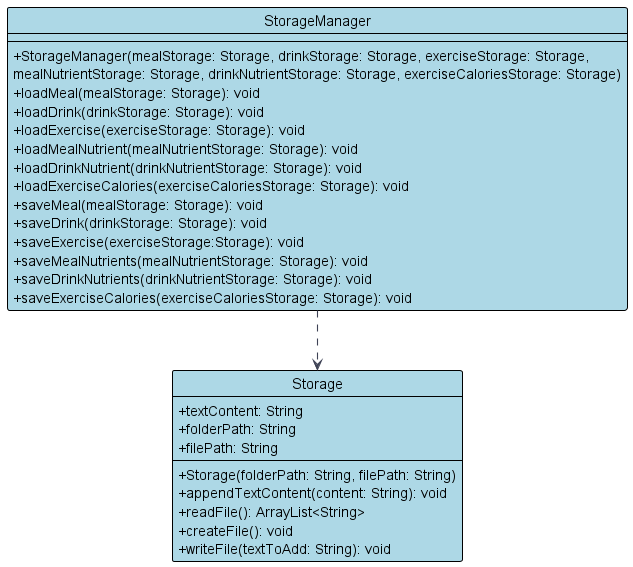 StorageManager
+StorageManager(mealStorage: Storage, drinkStorage: Storage, exerciseStorage: Storage,
mealNutrientStorage: Storage, drinkNutrientStorage: Storage, exerciseCaloriesStorage: Storage)
+loadMeal(mealStorage: Storage): void
+loadDrink(drinkStorage: Storage): void
+loadExercise(exerciseStorage: Storage): void
+loadMealNutrient(mealNutrientStorage: Storage): void
+loadDrinkNutrient(drinkNutrientStorage: Storage): void
+loadExerciseCalories(exerciseCaloriesStorage: Storage): void
+saveMeal(mealStorage: Storage): void
+saveDrink(drinkStorage: Storage): void
+saveExercise(exerciseStorage:Storage): void
+saveMealNutrients(mealNutrientStorage: Storage): void
+saveDrinkNutrients(drinkNutrientStorage: Storage): void
+saveExerciseCalories(exerciseCaloriesStorage: Storage): void
Storage
+textContent: String
+folderPath: String
+filePath: String
+Storage(folderPath: String, filePath: String)
+appendTextContent(content: String): void
+readFile(): ArrayList<String>
+createFile(): void
+writeFile(textToAdd: String): void